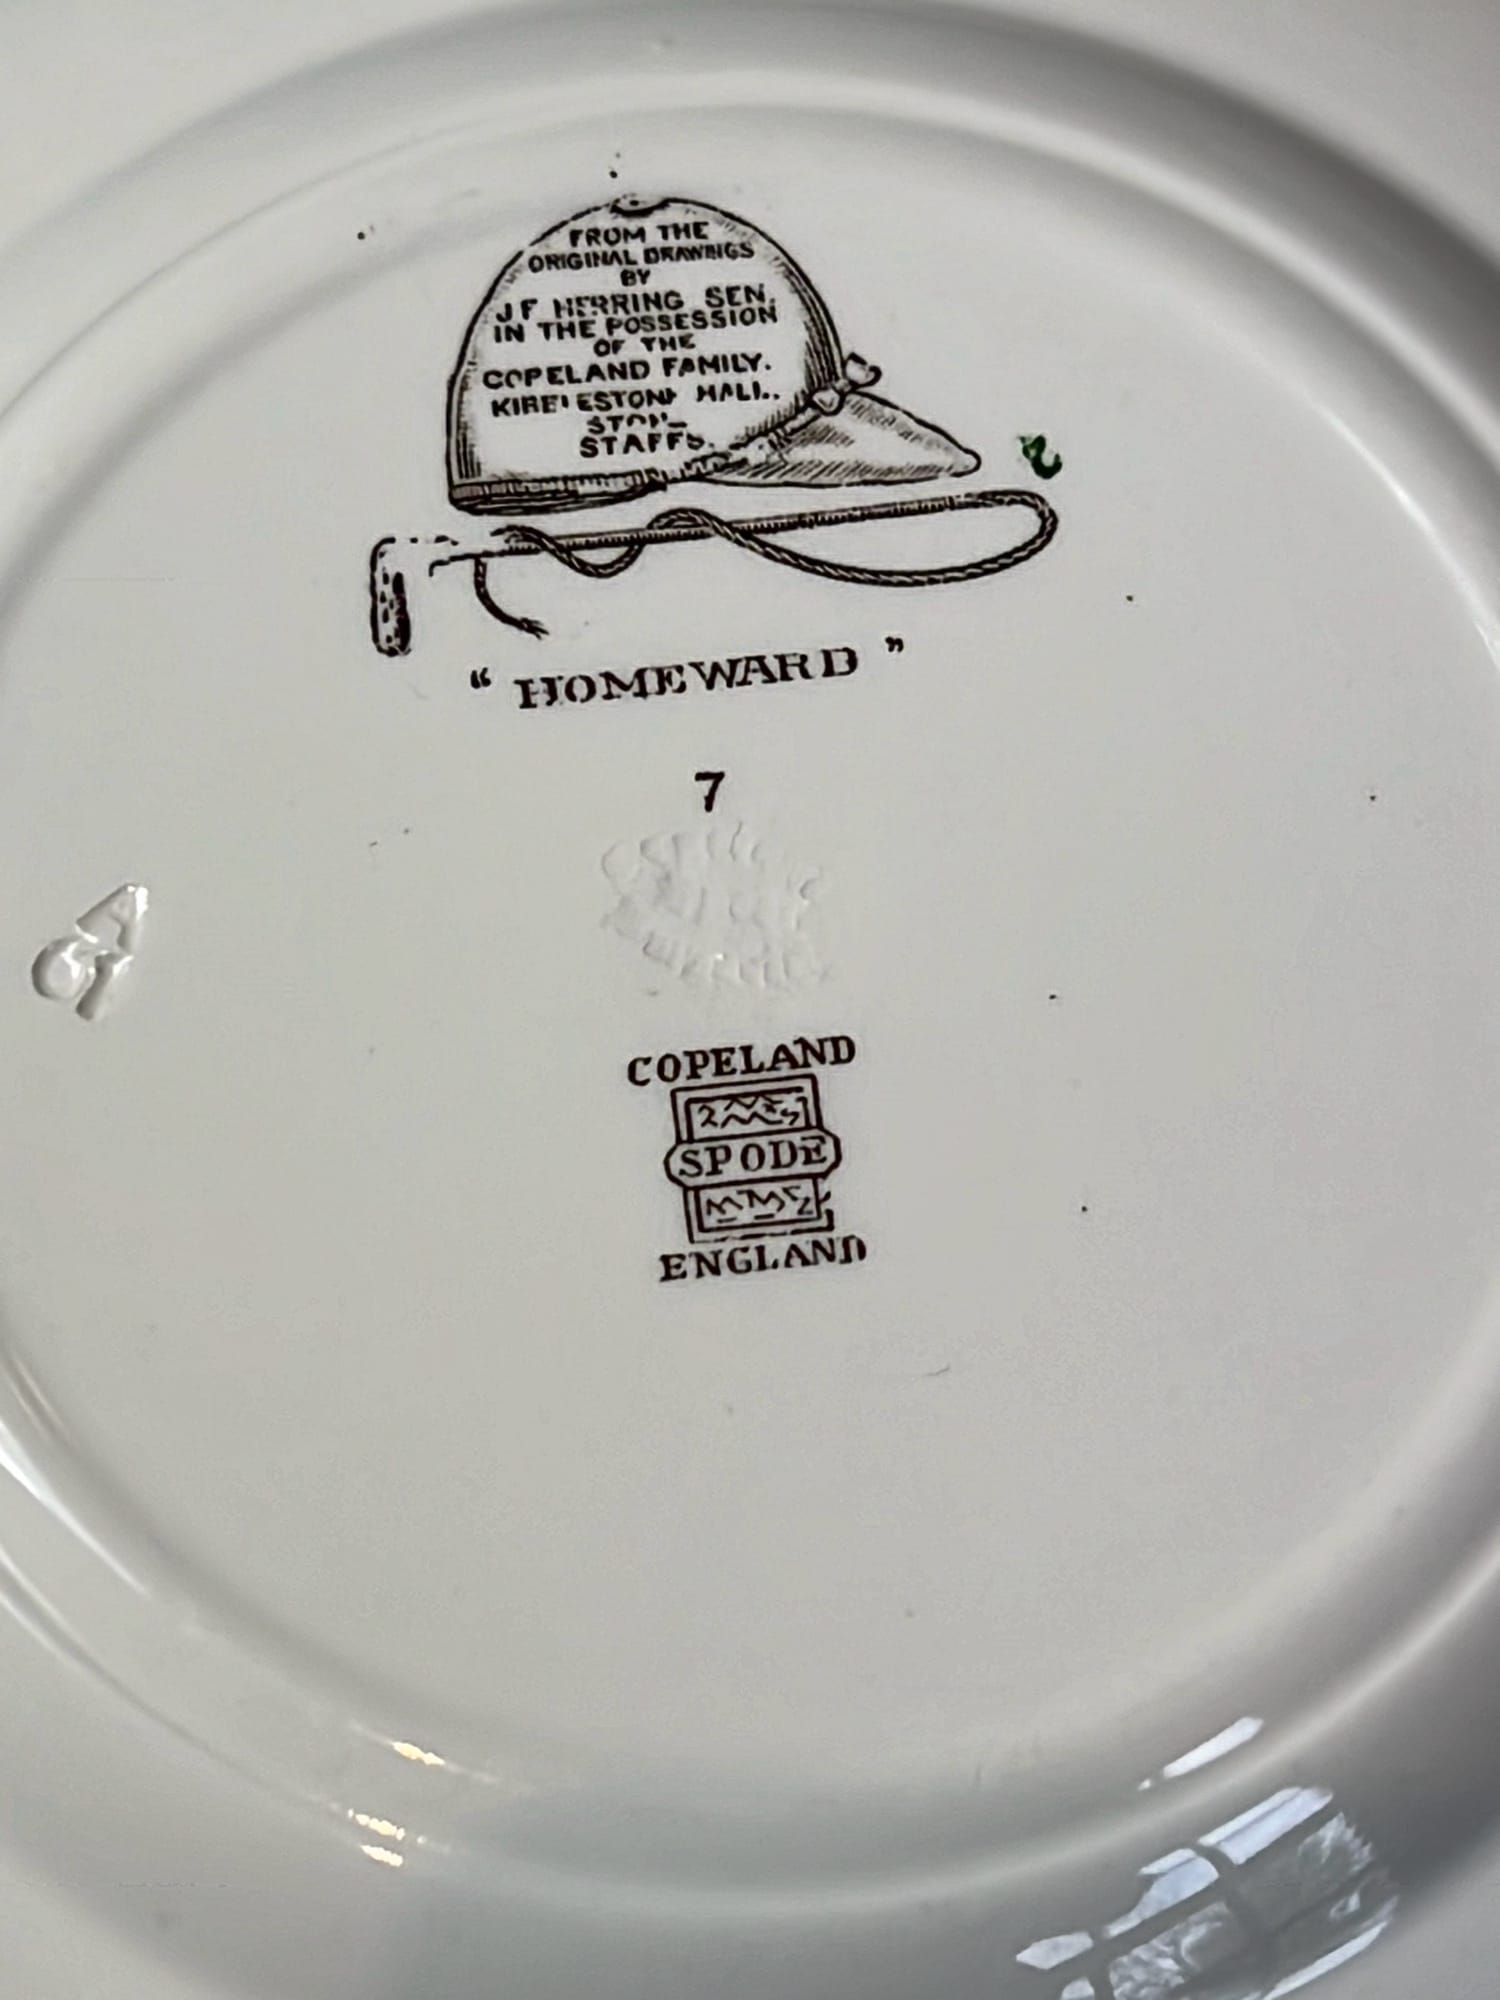 FROM THE
ORIGINAL DRAWINGS
BY
J F HERRING SEN.
IN THE POSSESSION
OF THE
COPELAND FAMILY.
HALL.
STAFFS.
“HOMEWARD”
7
COPELAND
SPODE
ENGLAND